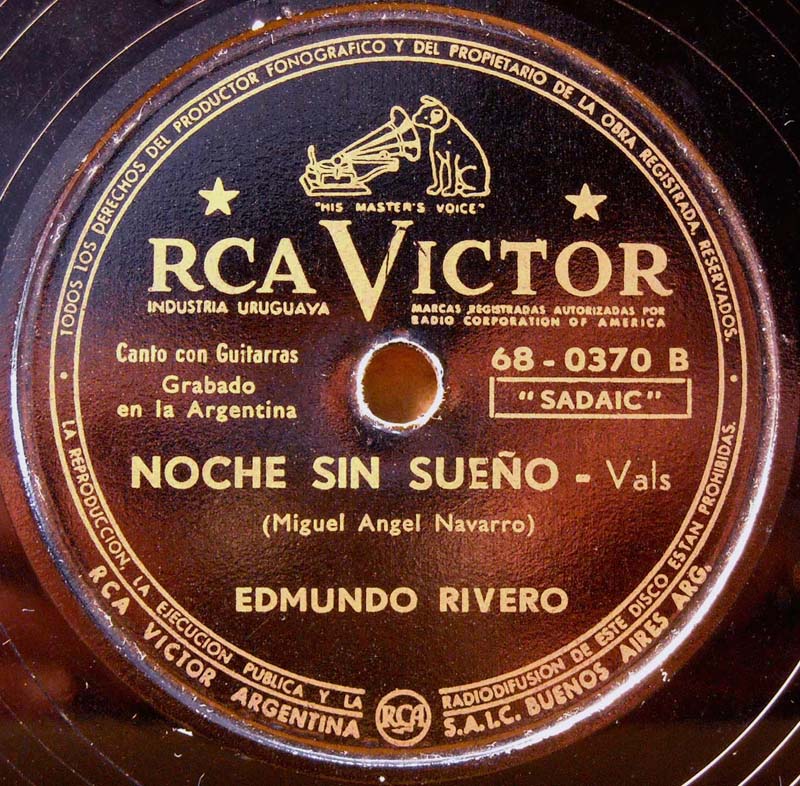 TODOS LOS DERECHOS DEL PRODUCTOR FONOGRAFICO Y DEL PROPIETARIO DE LA OBRA REGISTRADA, RESERVADOS.
"HIS MASTER'S VOICE"
RCA VICTOR
INDUSTRIA URUGUAYA
MARCAS REGISTRADAS AUTORIZADAS POR
RADIO CORPORATION OF AMERICA
Canto con Guitarras
Grabado
en la Argentina
68-0370 B
"SADAIC"
NOCHE SIN SUEÑO - Vals
(Miguel Angel Navarro)
EDMUNDO RIVERO
LA REPRODUCCION, LA EJECUCION PUBLICA Y LA RADIODIFUSION DE ESTE DISCO ESTAN PROHIBIDAS.
RCA VICTOR ARGENTINA RCA S.A.I.C. BUENOS AIRES ARG.